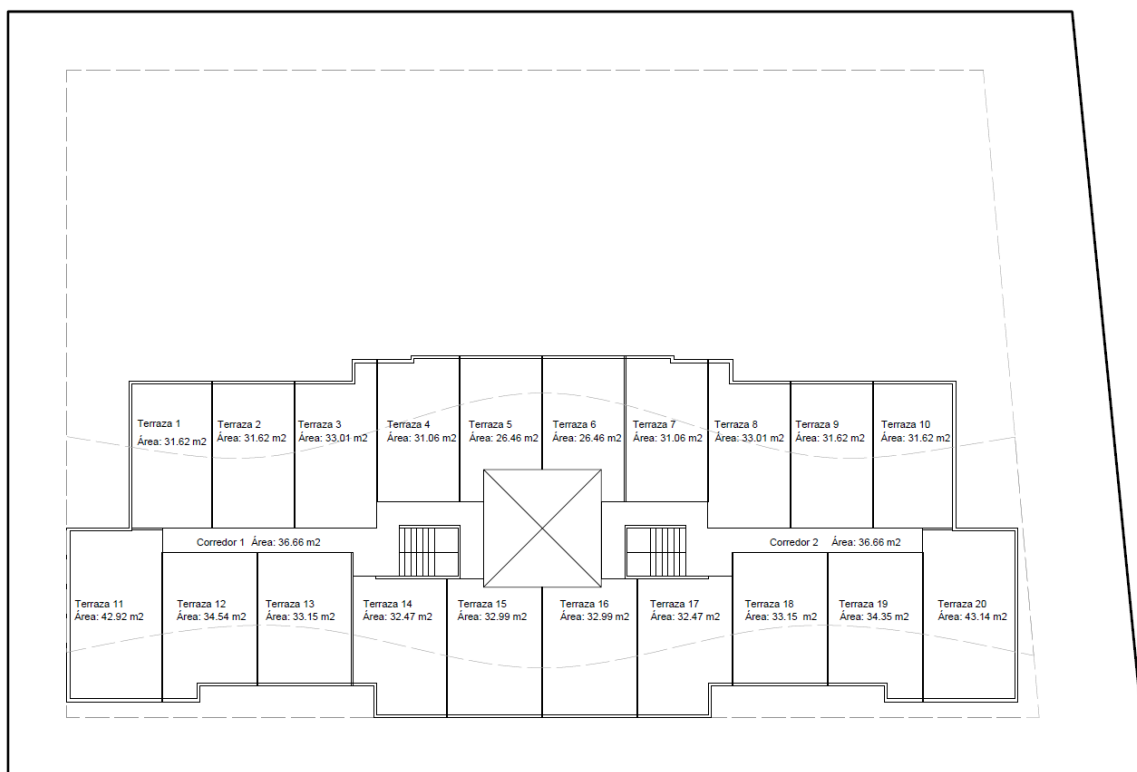 Terraza 1
Área: 31.62 m2
Terraza 2
Área: 31.62 m2
Terraza 3
Área: 33.01 m2
Terraza 4
Área: 31.06 m2
Terraza 5
Área: 26.46 m2
Terraza 6
Área: 26.46 m2
Terraza 7
Área: 31.06 m2
Terraza 8
Área: 33.01 m2
Terraza 9
Área: 31.62 m2
Terraza 10
Área: 31.62 m2
Corredor 1 Área: 36.66 m2
Corredor 2 Área: 36.66 m2
Terraza 11
Área: 42.92 m2
Terraza 12
Área: 34.54 m2
Terraza 13
Área: 33.15 m2
Terraza 14
Área: 32.47 m2
Terraza 15
Área: 32.99 m2
Terraza 16
Área: 32.99 m2
Terraza 17
Área: 32.47 m2
Terraza 18
Área: 33.15 m2
Terraza 19
Área: 34.35 m2
Terraza 20
Área: 43.14 m2